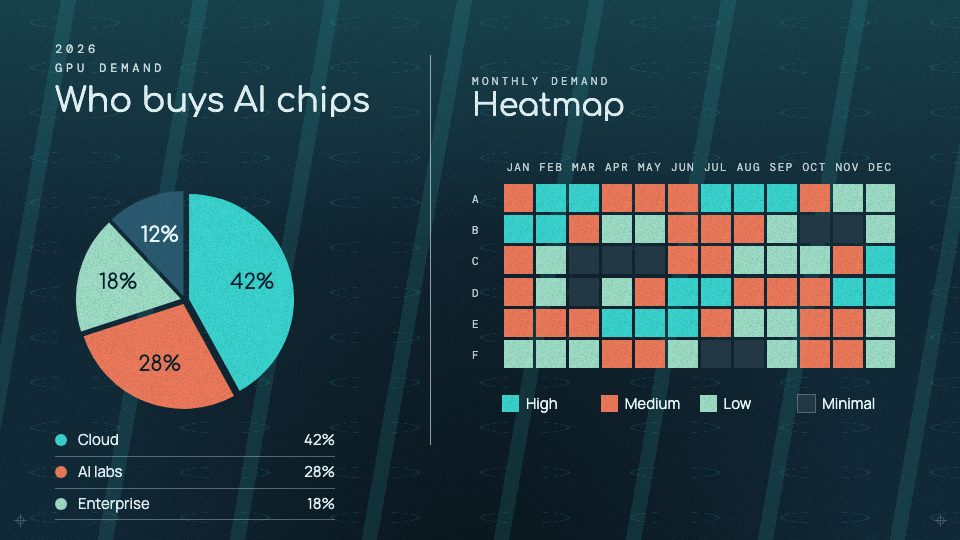 2026
GPU DEMAND
Who buys AI chips
12%
18%
42%
28%
Cloud 42%
AI labs 28%
Enterprise 18%
MONTHLY DEMAND
Heatmap
JAN FEB MAR APR MAY JUN JUL AUG SEP OCT NOV DEC
A
B
C
D
E
F
High Medium Low Minimal